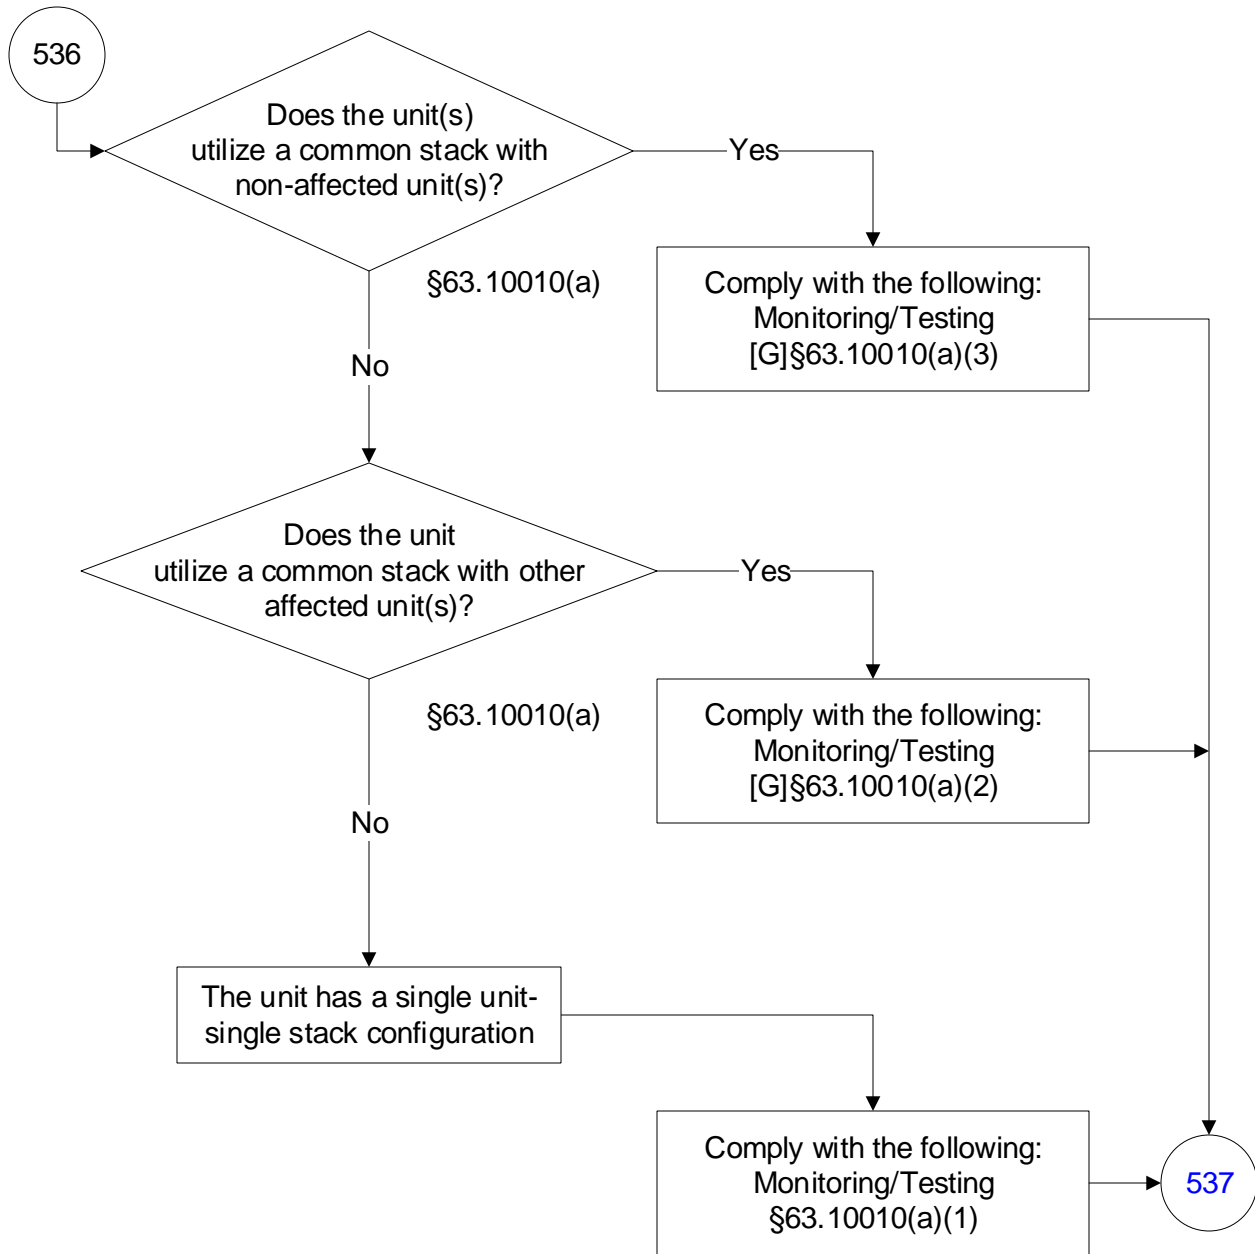 536
Does the unit(s)
utilize a common stack with
non-affected unit(s)?
Yes
§63.10010(a)
Comply with the following:
Monitoring/Testing
[G]§63.10010(a)(3)
No
Does the unit
utilize a common stack with other
affected unit(s)?
Yes
§63.10010(a)
Comply with the following:
Monitoring/Testing
[G]§63.10010(a)(2)
No
The unit has a single unit-
single stack configuration
Comply with the following:
Monitoring/Testing
§63.10010(a)(1)
537